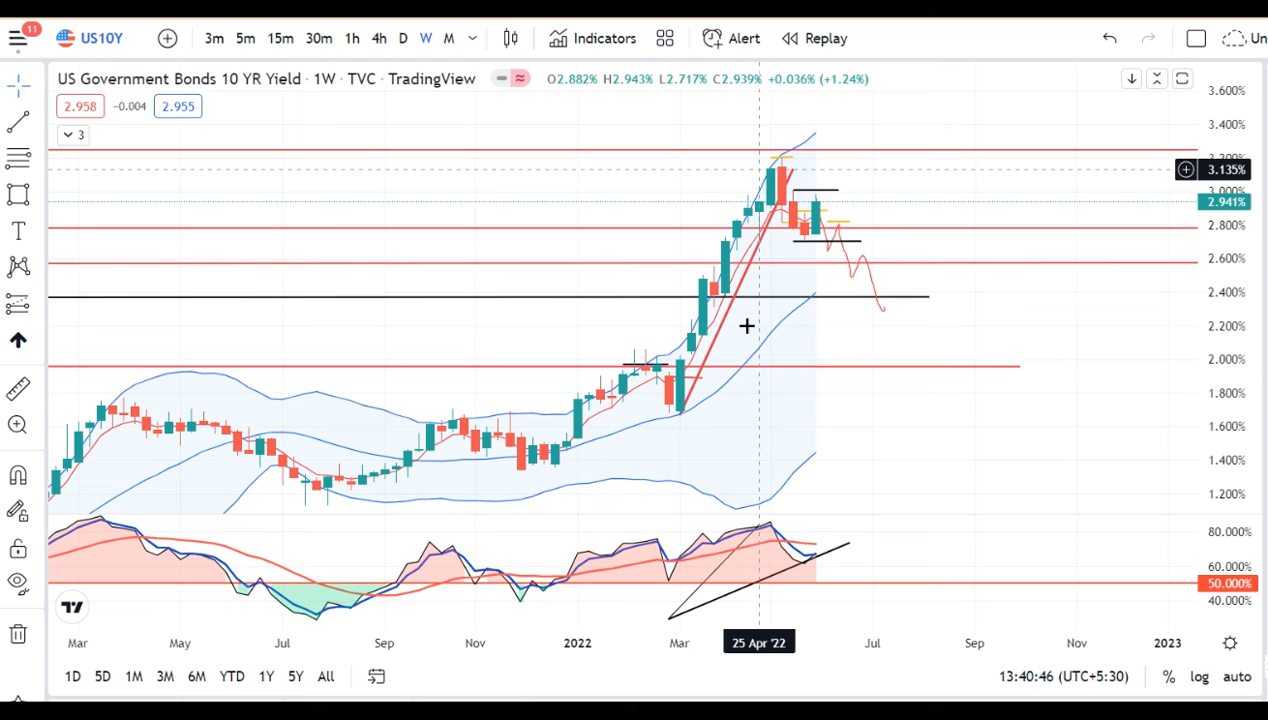 11
US10Y
3m 5m 15m 30m 1h 4h D W M
Indicators
Alert
Replay
Un
US Government Bonds 10 YR Yield · 1W · TVC · TradingView
O2.882% H2.943% L2.717% C2.939% +0.036% (+1.24%)
2.958 -0.004 2.955
3
3.600%
3.400%
3.200%
3.135%
3.000%
2.941%
2.800%
2.600%
2.400%
2.200%
2.000%
1.800%
1.600%
1.400%
1.200%
80.000%
60.000%
50.000%
40.000%
Mar May Jul Sep Nov 2022 Mar 25 Apr '22 Jul Sep Nov 2023
1D 5D 1M 3M 6M YTD 1Y 5Y All
13:40:46 (UTC+5:30) % log auto